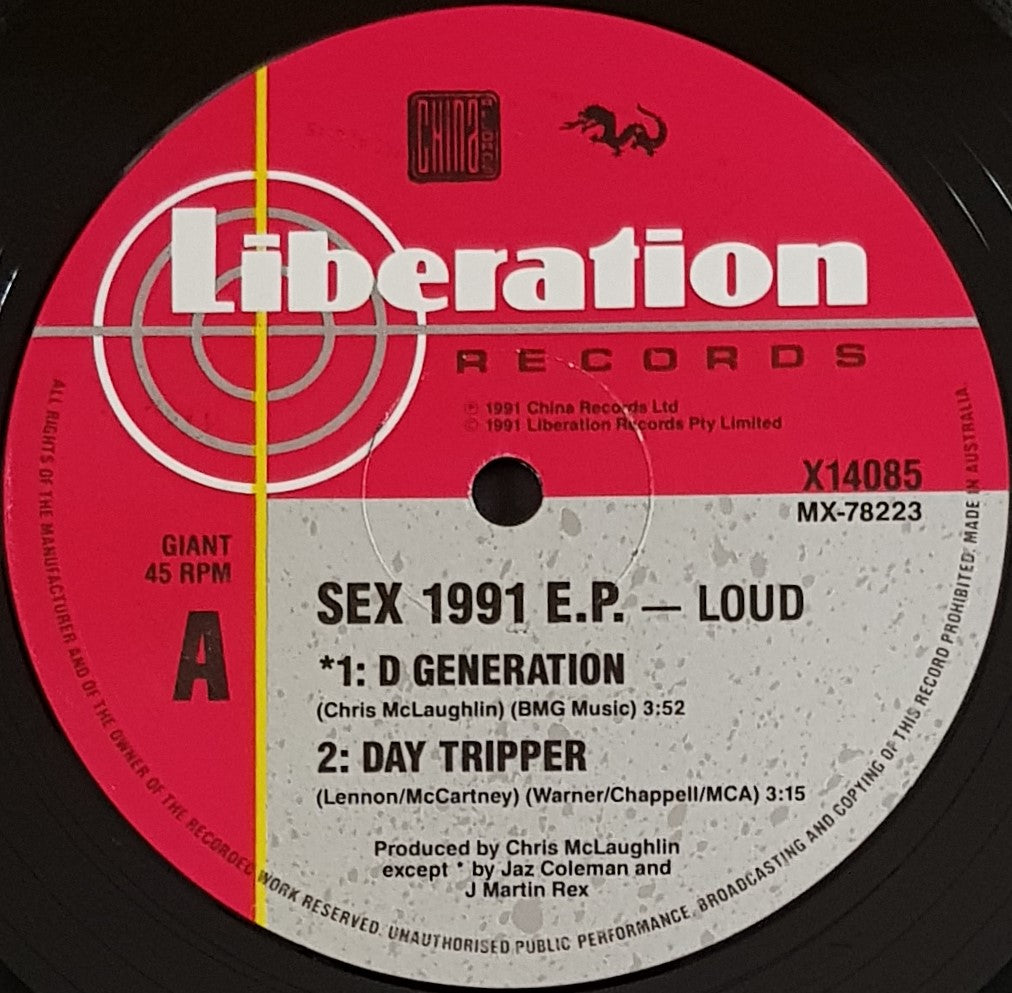 CHINA
RECORDS
Liberation
RECORDS
℗ 1991 China Records Ltd
© 1991 Liberation Records Pty Limited
X14085
MX-78223
GIANT
45 RPM
A
SEX 1991 E.P. — LOUD
*1: D GENERATION
(Chris McLaughlin) (BMG Music) 3:52
2: DAY TRIPPER
(Lennon/McCartney) (Warner/Chappell/MCA) 3:15
Produced by Chris McLaughlin
except * by Jaz Coleman and
J Martin Rex
ALL RIGHTS OF THE MANUFACTURER AND OF THE OWNER OF THE RECORDED WORK RESERVED. UNAUTHORISED PUBLIC PERFORMANCE, BROADCASTING AND COPYING OF THIS RECORD PROHIBITED. MADE IN AUSTRALIA